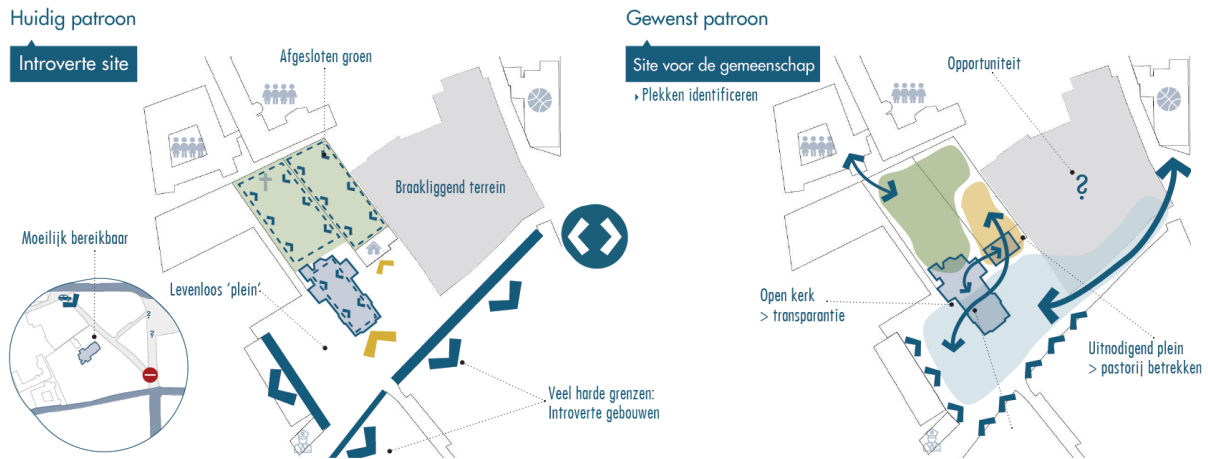 Huidig patroon
Introverte site
Afgesloten groen
Braakliggend terrein
Moeilijk bereikbaar
Levenloos 'plein'
Veel harde grenzen:
Introverte gebouwen
Gewenst patroon
Site voor de gemeenschap
Plekken identificeren
Opportuniteit
?
Open kerk
> transparantie
Uitnodigend plein
> pastorij betrekken